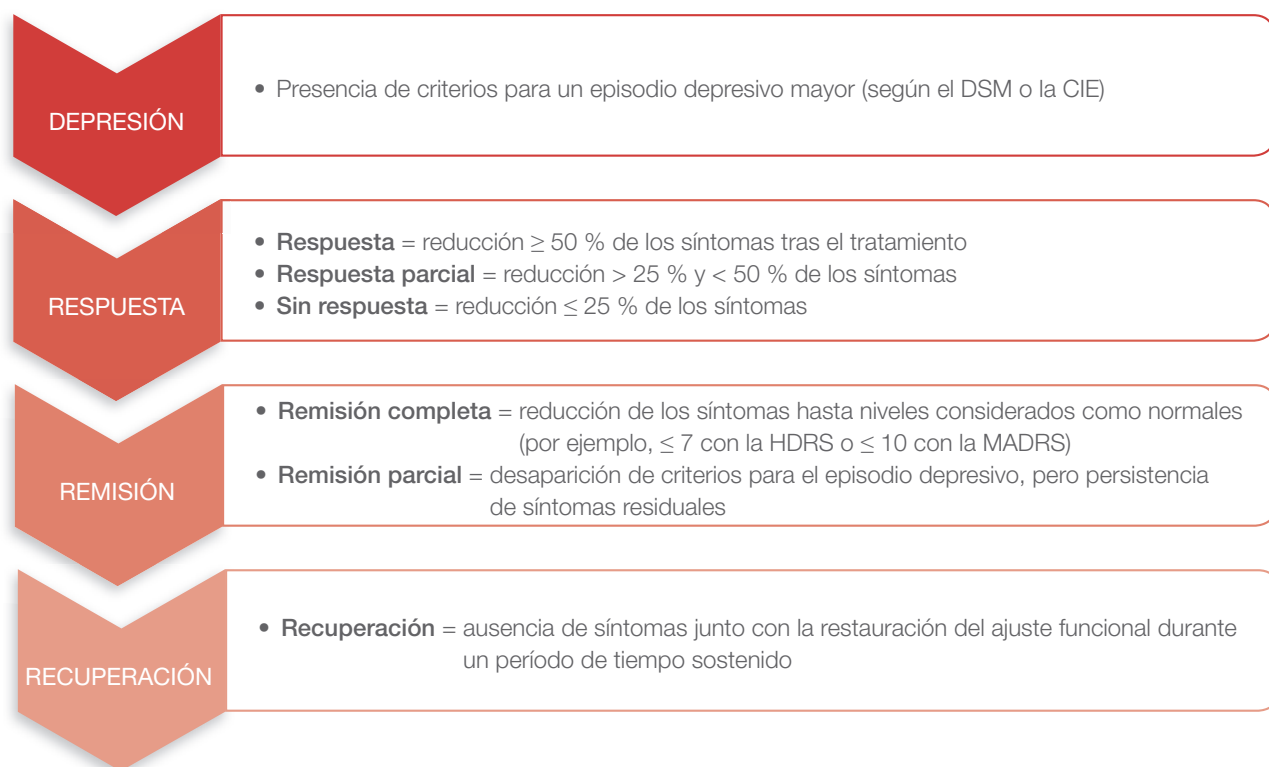 DEPRESIÓN
• Presencia de criterios para un episodio depresivo mayor (según el DSM o la CIE)
RESPUESTA
• Respuesta = reducción ≥ 50 % de los síntomas tras el tratamiento
• Respuesta parcial = reducción > 25 % y < 50 % de los síntomas
• Sin respuesta = reducción ≤ 25 % de los síntomas
REMISIÓN
• Remisión completa = reducción de los síntomas hasta niveles considerados como normales
(por ejemplo, ≤ 7 con la HDRS o ≤ 10 con la MADRS)
• Remisión parcial = desaparición de criterios para el episodio depresivo, pero persistencia
de síntomas residuales
RECUPERACIÓN
• Recuperación = ausencia de síntomas junto con la restauración del ajuste funcional durante
un período de tiempo sostenido